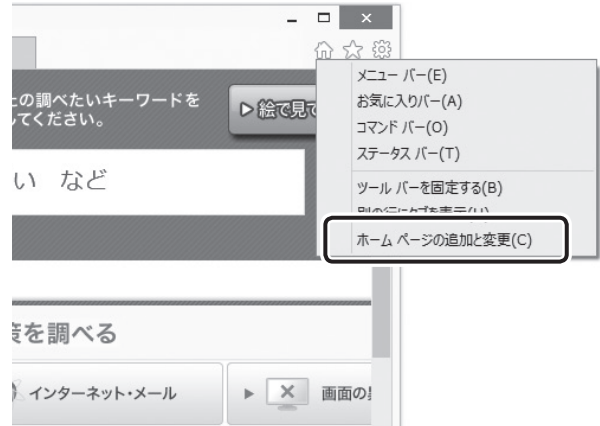 メニュー バー(E)
お気に入りバー(A)
の調べたいキーワードを
コマンド バー(O)
▷ 絵で見て
てください。
ステータス バー(T)
い など
ツール バーを固定する(B)
ホーム ページの追加と変更(C)
を調べる
インターネット・メール
画面の